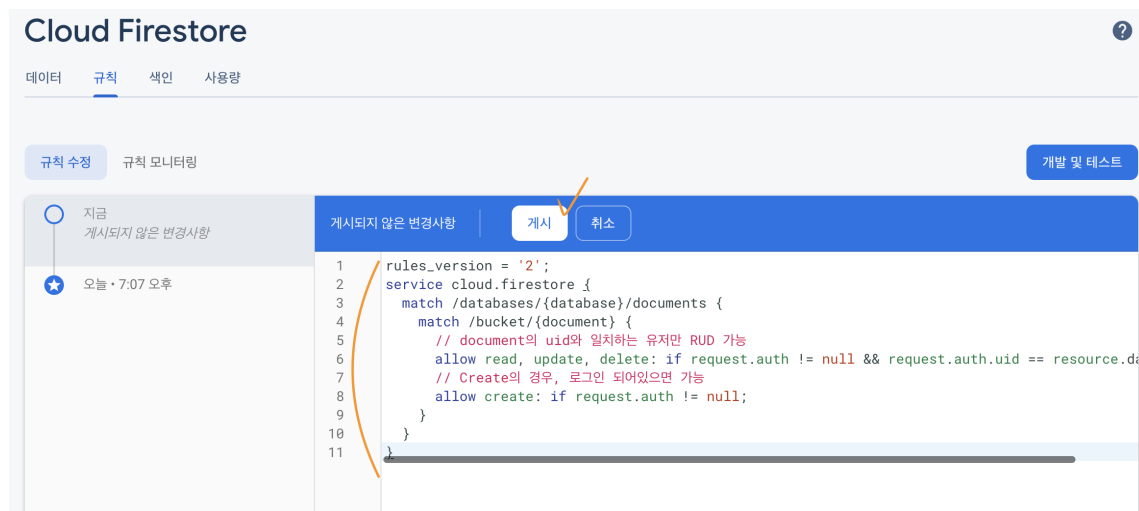 Cloud Firestore
데이터 규칙 색인 사용량
규칙 수정 규칙 모니터링 개발 및 테스트
지금
게시되지 않은 변경사항
오늘 • 7:07 오후
게시되지 않은 변경사항 게시 취소
1 rules_version = '2';
2 service cloud.firestore {
3 match /databases/{database}/documents {
4 match /bucket/{document} {
5 // document의 uid와 일치하는 유저만 RUD 가능
6 allow read, update, delete: if request.auth != null && request.auth.uid == resource.da
7 // Create의 경우, 로그인 되어있으면 가능
8 allow create: if request.auth != null;
9 }
10 }
11 }